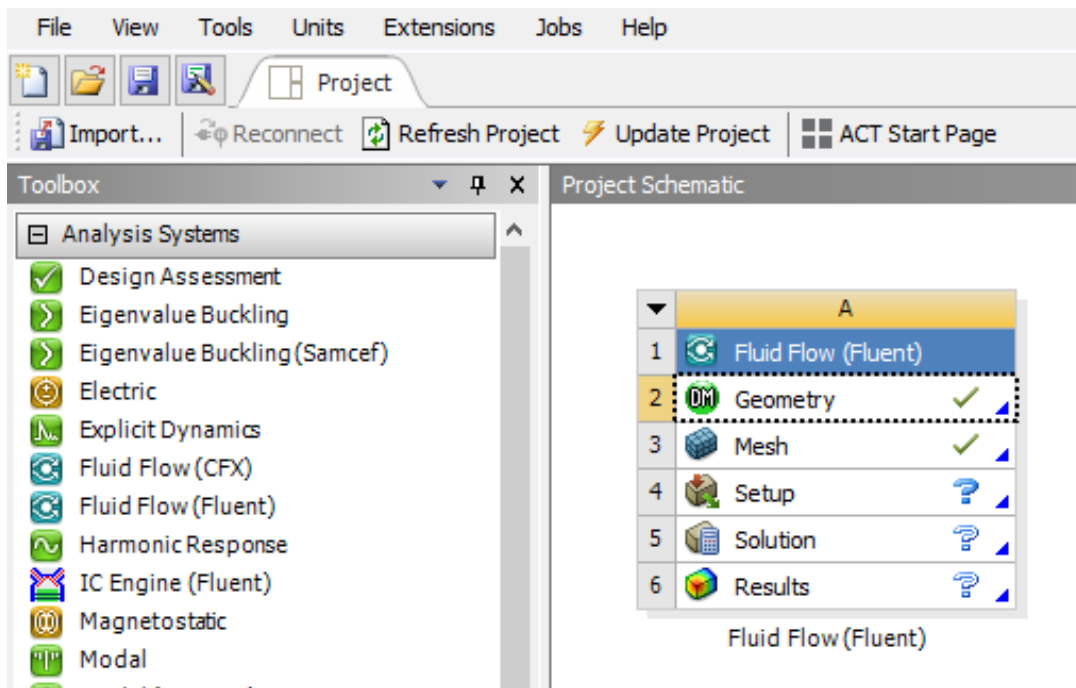 File View Tools Units Extensions Jobs Help
Project
Import... Reconnect Refresh Project Update Project ACT Start Page
Toolbox
Project Schematic
Analysis Systems
Design Assessment
Eigenvalue Buckling
Eigenvalue Buckling (Samcef)
Electric
Explicit Dynamics
Fluid Flow (CFX)
Fluid Flow (Fluent)
Harmonic Response
IC Engine (Fluent)
Magnetostatic
Modal
A
1 Fluid Flow (Fluent)
2 DM Geometry
3 Mesh
4 Setup ?
5 Solution ?
6 Results ?
Fluid Flow (Fluent)